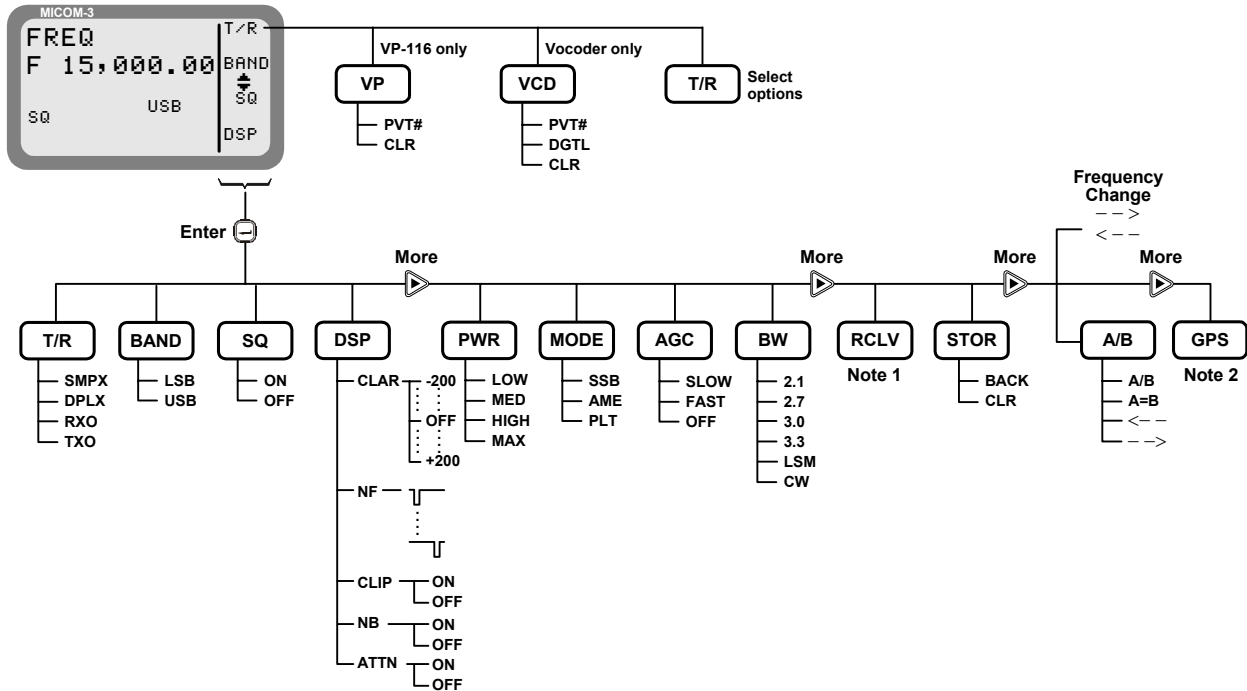 MICOM-3
FREQ
F 15,000.00
SQ
USB
T/R
BAND
SQ
DSP
VP-116 only
Vocoder only
VP
VCD
T/R
Select
options
PVT#
CLR
PVT#
DGTL
CLR
Enter
Frequency
Change
-->
<--
More
More
More
More
T/R
BAND
SQ
DSP
PWR
MODE
AGC
BW
RCLV
STOR
A/B
GPS
Note 1
Note 2
SMPX
DPLX
RXO
TXO
LSB
USB
ON
OFF
CLAR
-200
OFF
+200
NF
CLIP
ON
OFF
NB
ON
OFF
ATTN
ON
OFF
LOW
MED
HIGH
MAX
SSB
AME
PLT
SLOW
FAST
OFF
2.1
2.7
3.0
3.3
LSM
CW
BACK
CLR
A/B
A=B
<--
-->